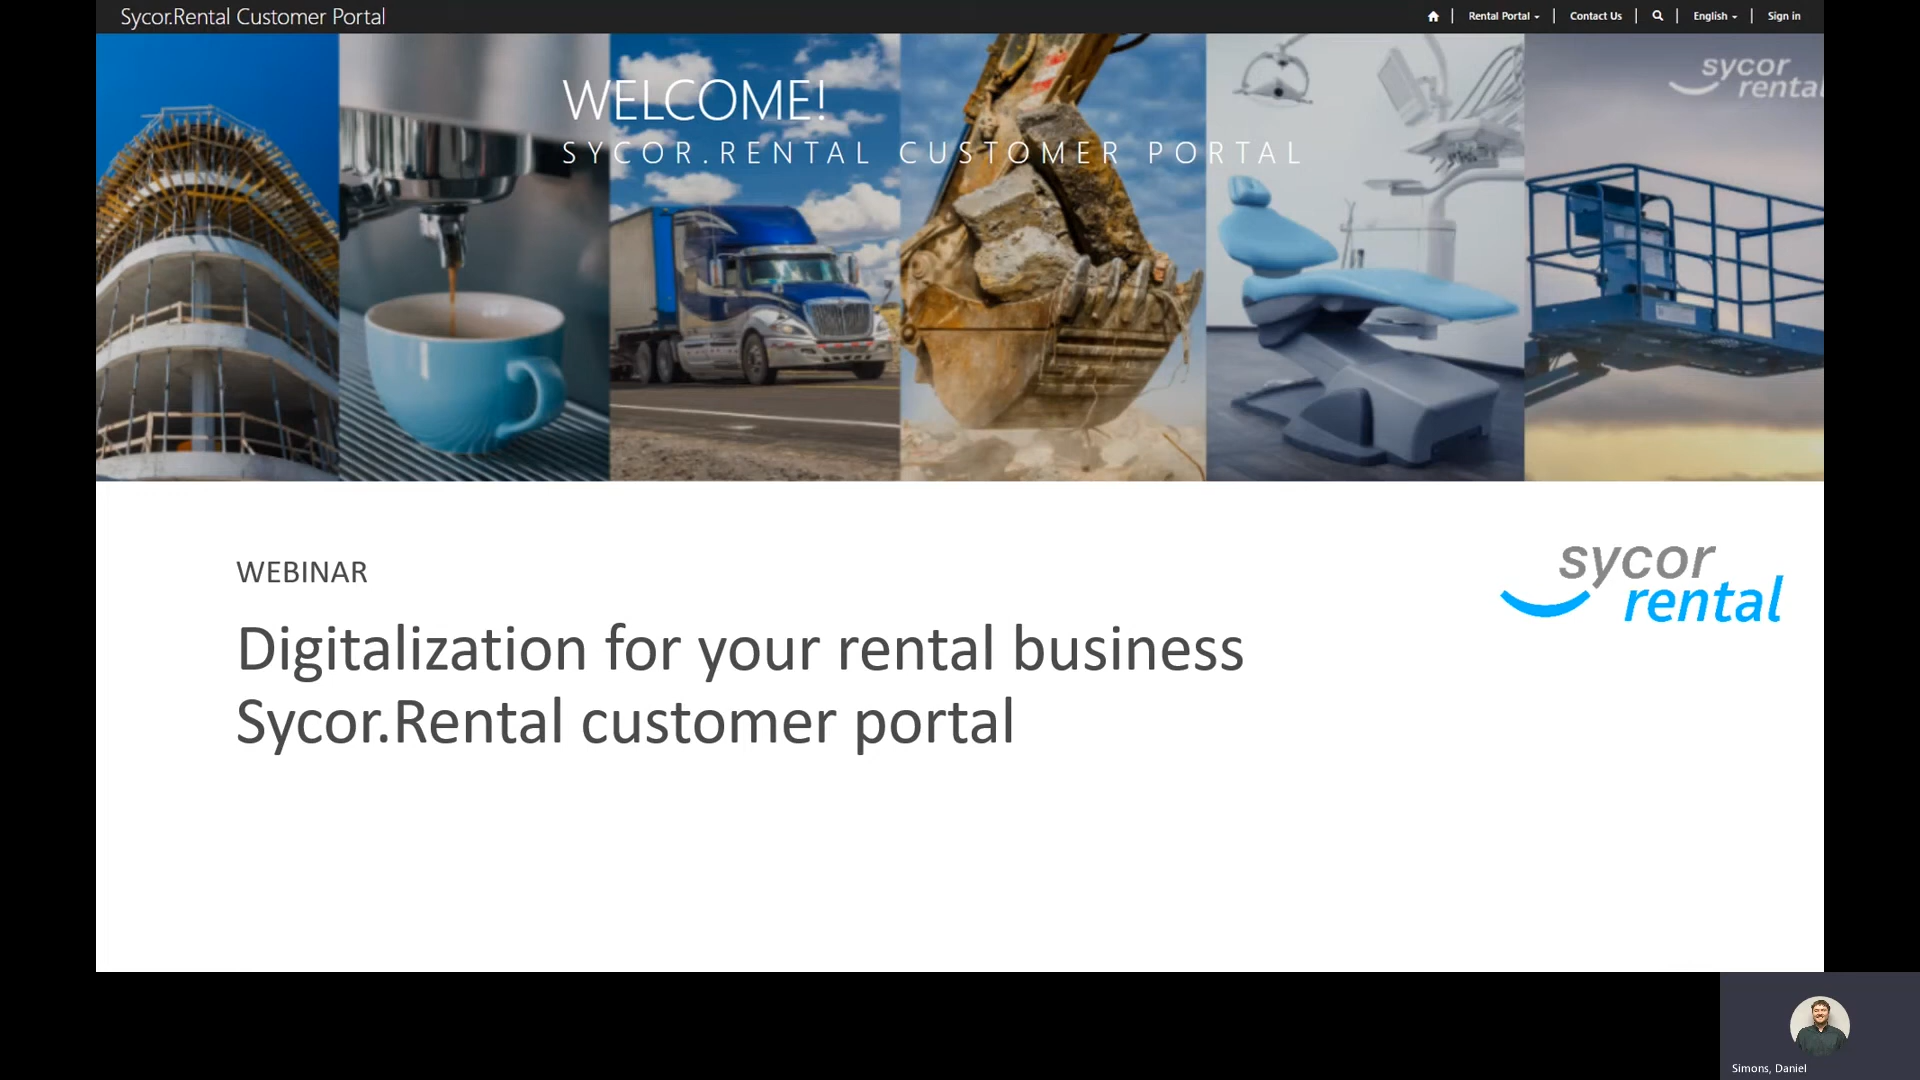 Sycor.Rental Customer Portal
Rental Portal
Contact Us
English
Sign in
WELCOME!
SYCOR.RENTAL CUSTOMER PORTAL
sycor
rental
WEBINAR
sycor
rental
Digitalization for your rental business
Sycor.Rental customer portal
Simons, Daniel